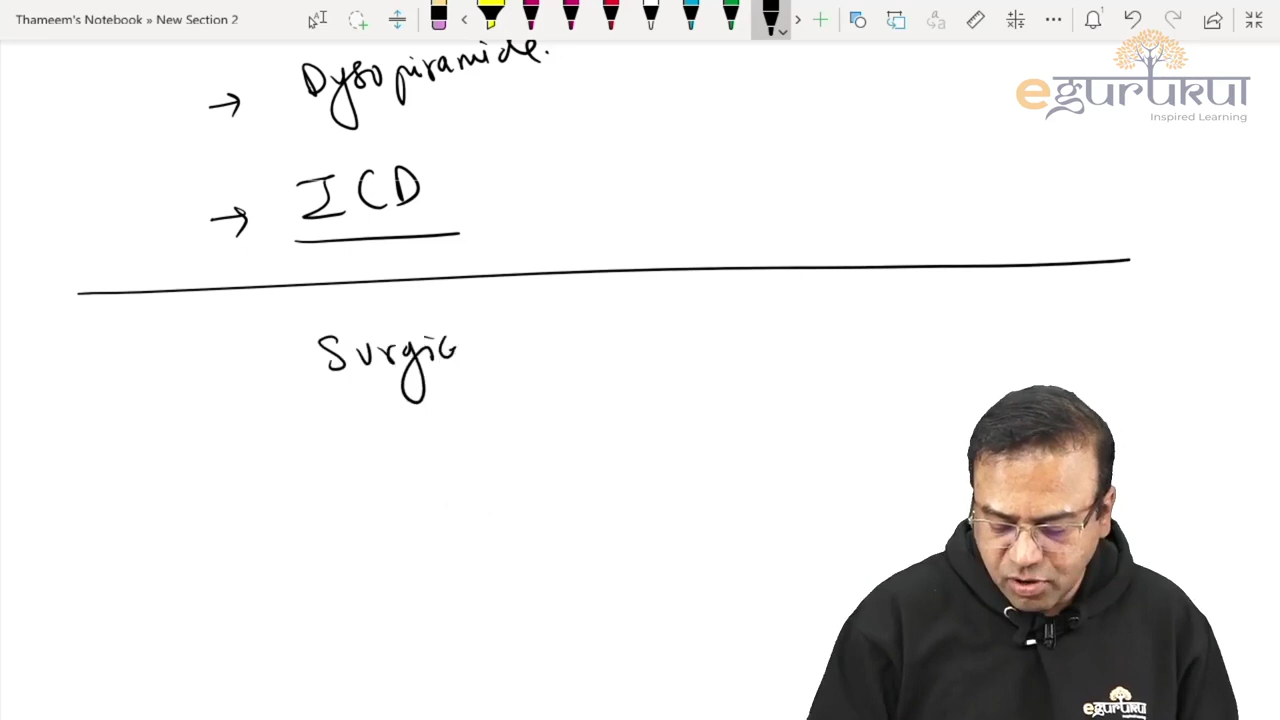 Thameem's Notebook » New Section 2
Dysopiramide.
egurukul
Inspired Learning
→ ICD
Surgic
egurukul